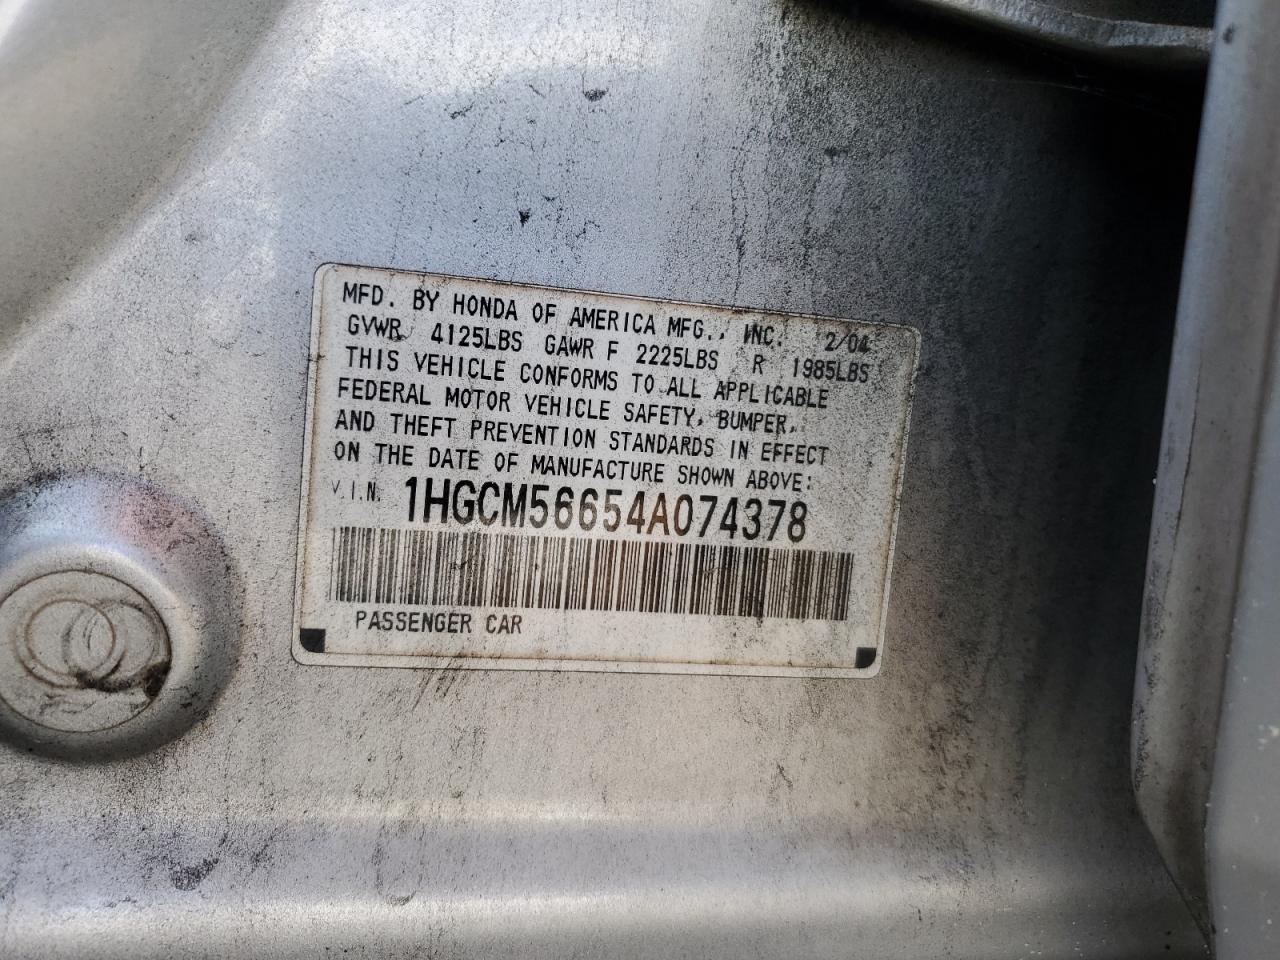 MFD. BY HONDA OF AMERICA MFG., INC. 2/04
GVWR 4125LBS GAWR F 2225LBS R 1985LBS
THIS VEHICLE CONFORMS TO ALL APPLICABLE
FEDERAL MOTOR VEHICLE SAFETY, BUMPER,
AND THEFT PREVENTION STANDARDS IN EFFECT
ON THE DATE OF MANUFACTURE SHOWN ABOVE:
V.I.N. 1HGCM56654A074378
PASSENGER CAR